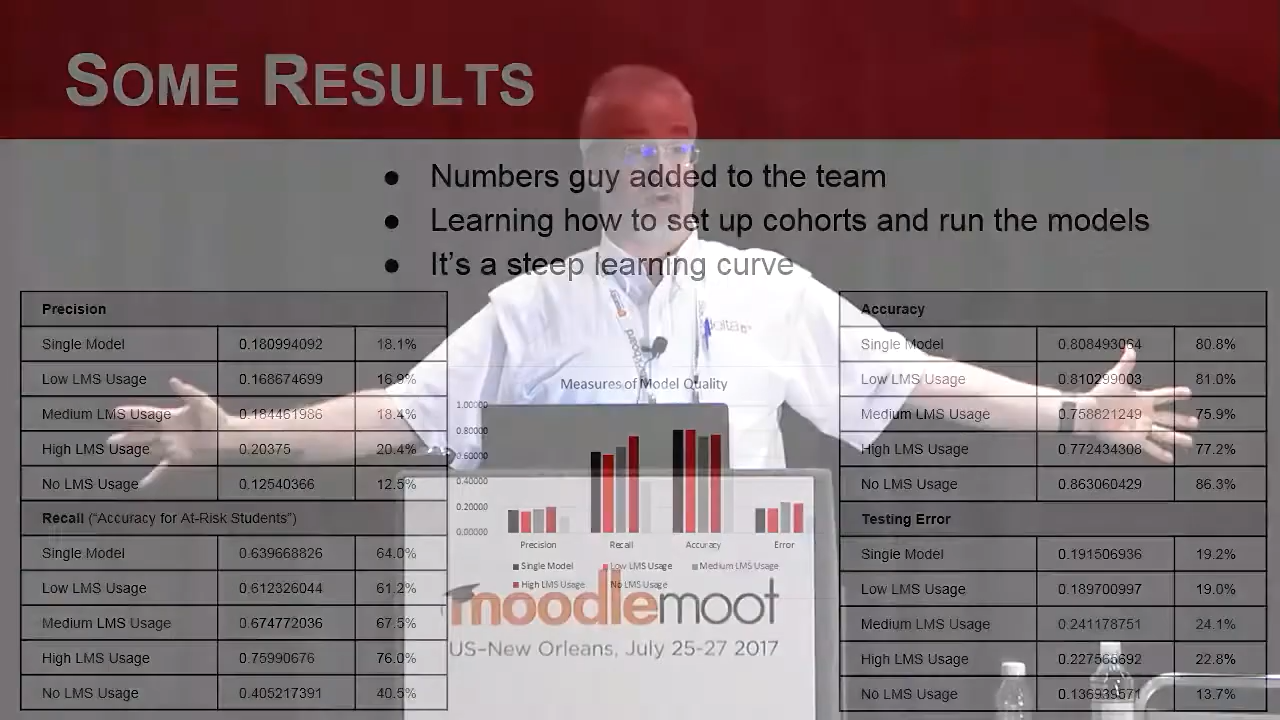 SOME RESULTS
● Numbers guy added to the team
● Learning how to set up cohorts and run the models
● It's a steep learning curve
Precision
Single Model 0.180994092 18.1%
Low LMS Usage 0.168674699 16.9%
Medium LMS Usage 0.184461986 18.4%
High LMS Usage 0.20375 20.4%
No LMS Usage 0.12540366 12.5%
Recall ("Accuracy for At-Risk Students")
Single Model 0.639668826 64.0%
Low LMS Usage 0.612326044 61.2%
Medium LMS Usage 0.674772036 67.5%
High LMS Usage 0.75990676 76.0%
No LMS Usage 0.405217391 40.5%
Measures of Model Quality
1.00000
0.80000
0.60000
0.40000
0.20000
0.00000
Precision Recall Accuracy Error
Single Model Low LMS Usage Medium LMS Usage
High LMS Usage No LMS Usage
moodlemoot
US–New Orleans, July 25-27 2017
Accuracy
Single Model 0.808493064 80.8%
Low LMS Usage 0.810299003 81.0%
Medium LMS Usage 0.758821249 75.9%
High LMS Usage 0.772434308 77.2%
No LMS Usage 0.863060429 86.3%
Testing Error
Single Model 0.191506936 19.2%
Low LMS Usage 0.189700997 19.0%
Medium LMS Usage 0.241178751 24.1%
High LMS Usage 0.227565692 22.8%
No LMS Usage 0.136939571 13.7%